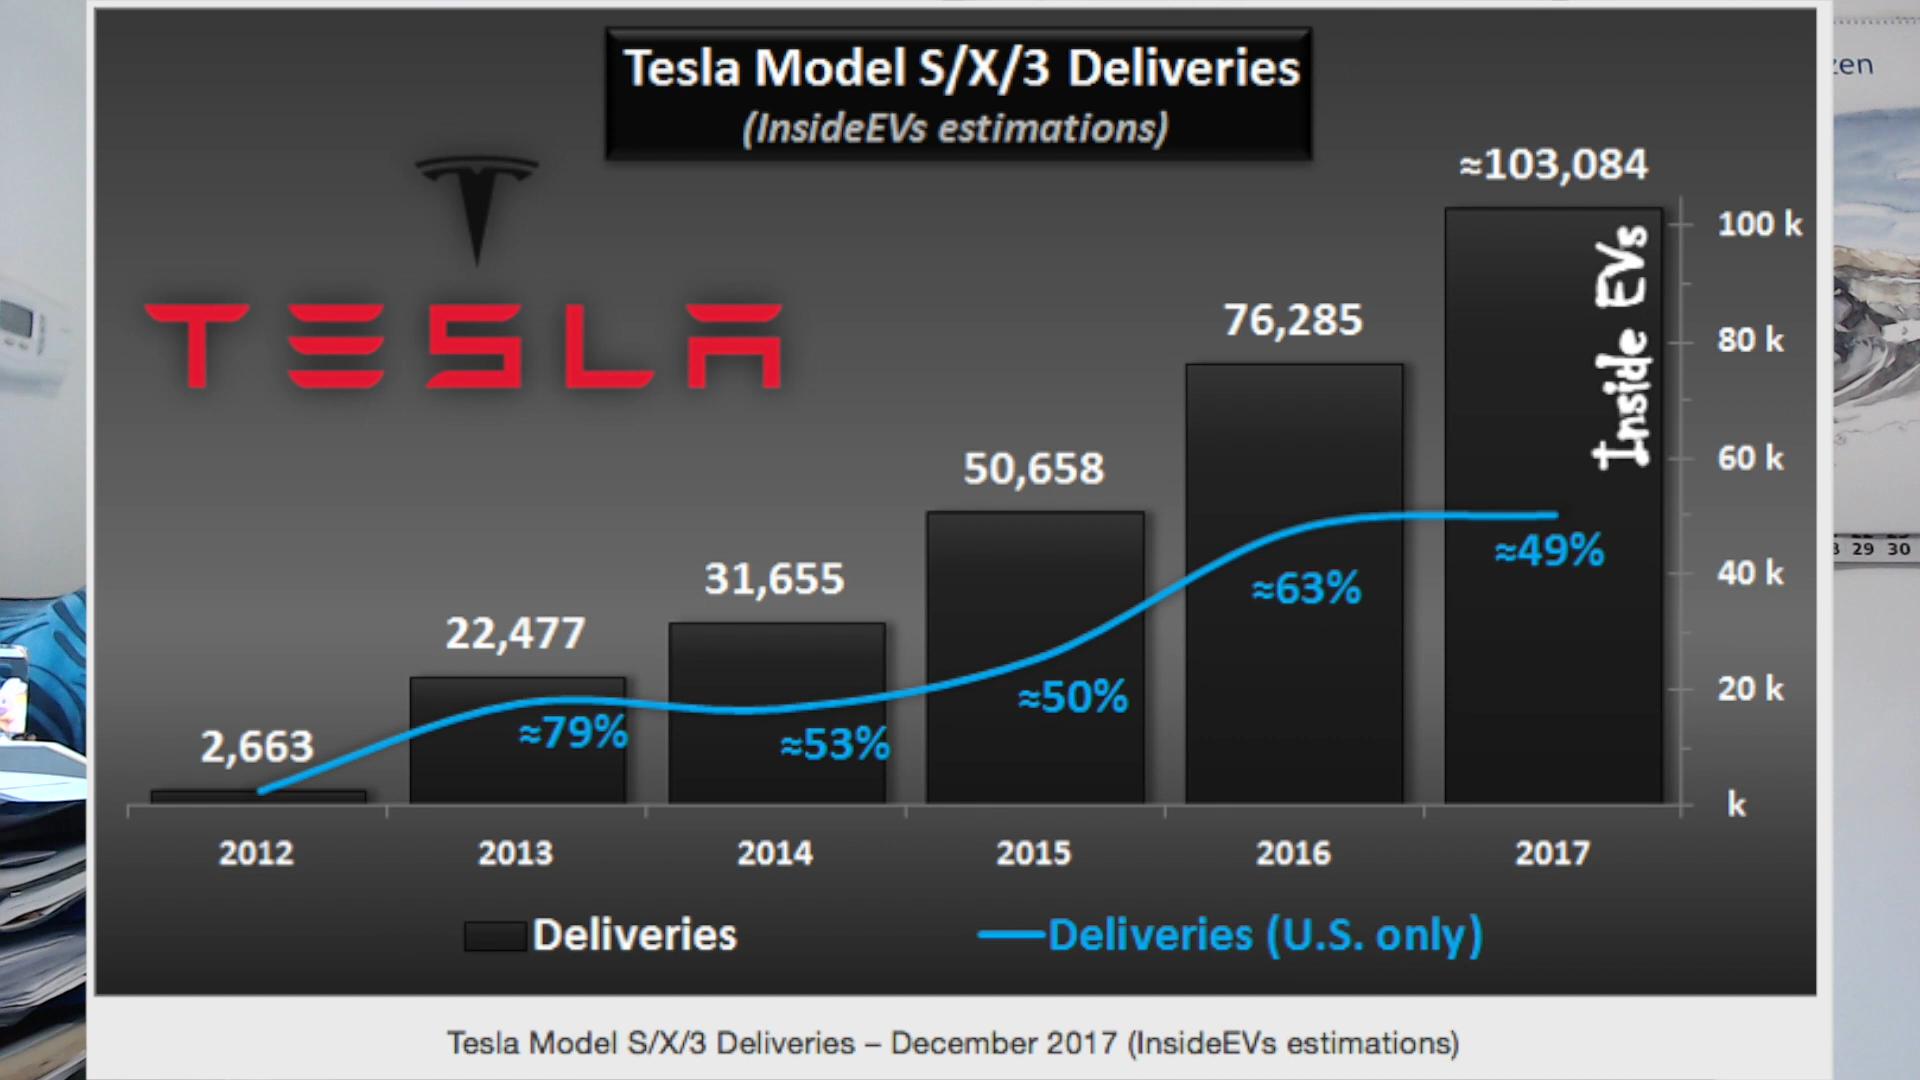 Tesla Model S/X/3 Deliveries
(InsideEVs estimations)
zen
≈103,084
100 k
TESLA
Inside EVs
76,285
80 k
50,658
60 k
≈49%
29 30
31,655
≈63%
40 k
22,477
≈50%
20 k
2,663
≈79%
≈53%
k
2012 2013 2014 2015 2016 2017
Deliveries
Deliveries (U.S. only)
Tesla Model S/X/3 Deliveries – December 2017 (InsideEVs estimations)